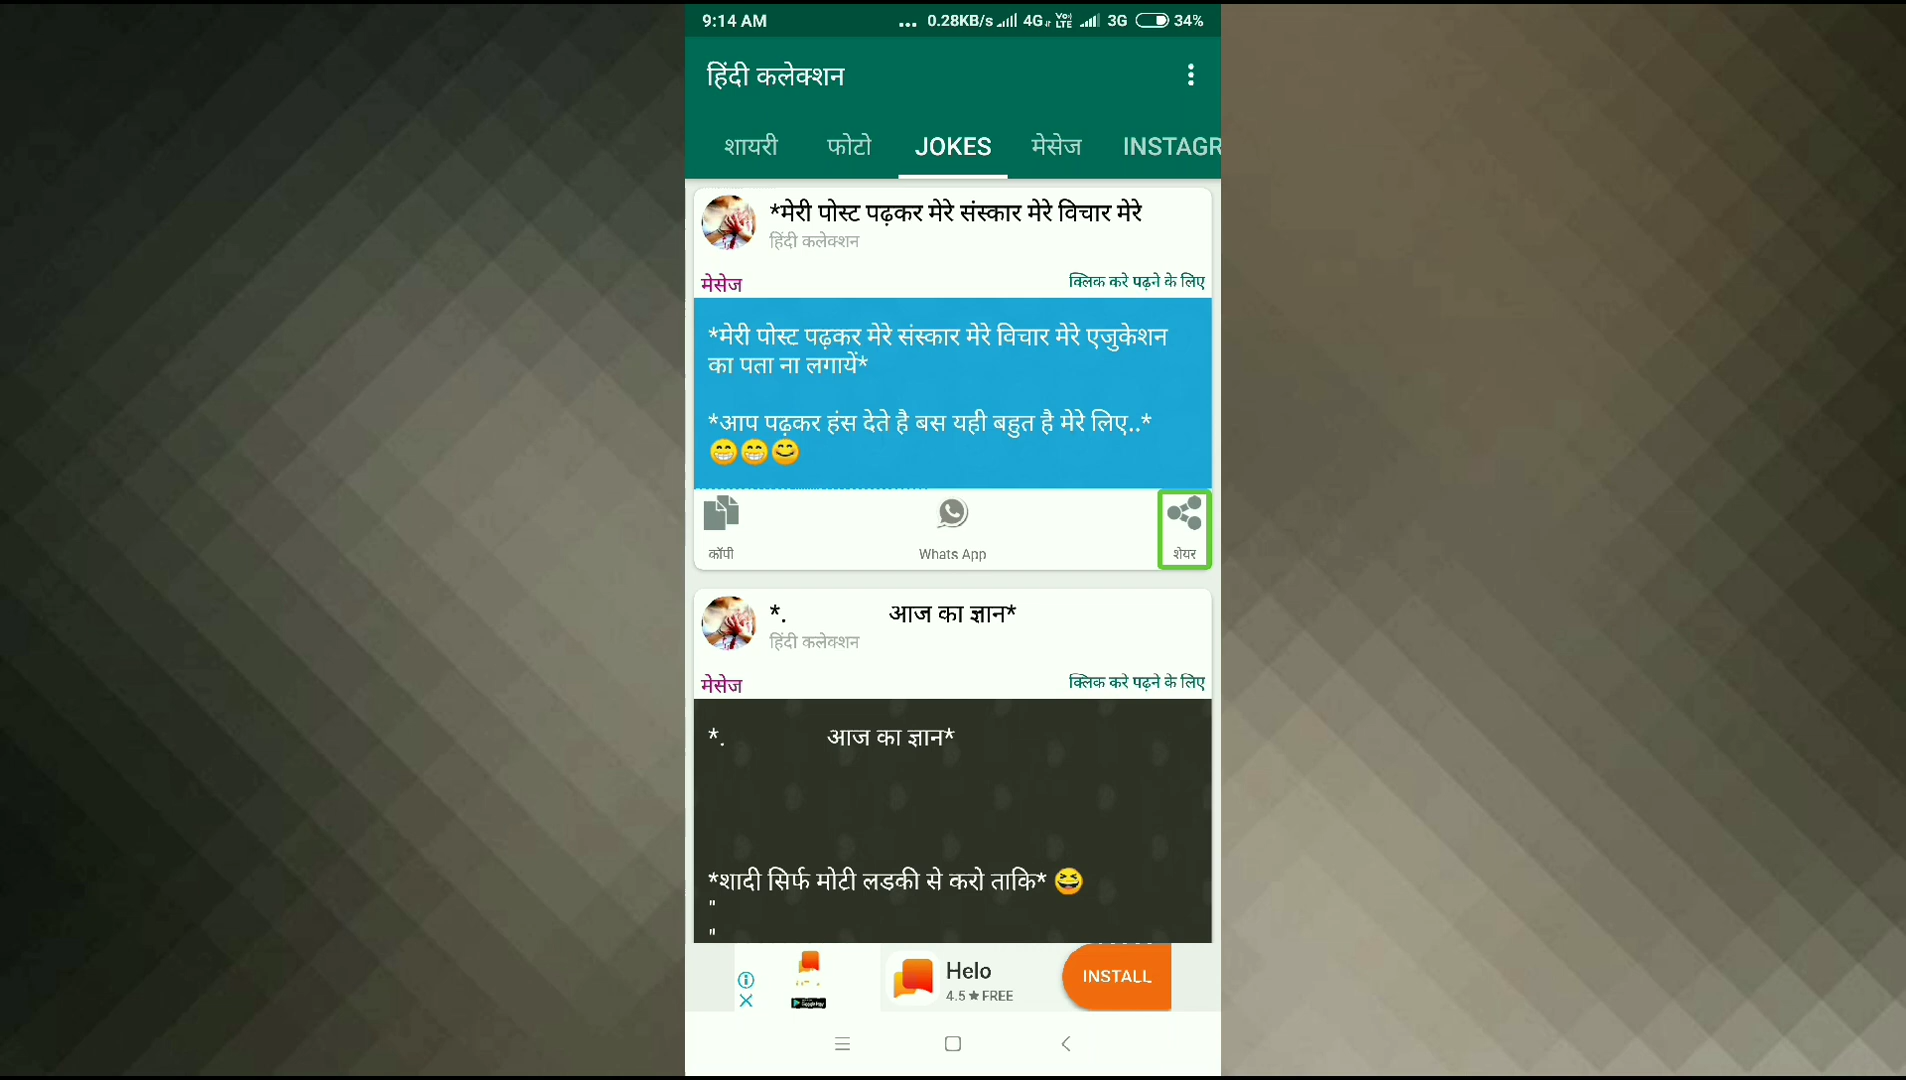 9:14 AM ... 0.28KB/s 4G VoLTE 3G 34%
हिंदी कलेक्शन
शायरी फोटो JOKES मेसेज INSTAGR
*मेरी पोस्ट पढ़कर मेरे संस्कार मेरे विचार मेरे
हिंदी कलेक्शन
मेसेज क्लिक करे पढ़ने के लिए
*मेरी पोस्ट पढ़कर मेरे संस्कार मेरे विचार मेरे एजुकेशन
का पता ना लगायें*
*आप पढ़कर हंस देते है बस यही बहुत है मेरे लिए..*
😁😁😊
कॉपी Whats App शेयर
*. आज का ज्ञान*
हिंदी कलेक्शन
मेसेज क्लिक करे पढ़ने के लिए
*. आज का ज्ञान*
*शादी सिर्फ मोटी लडकी से करो ताकि* 😆
"
"
Helo
4.5 ★ FREE
INSTALL